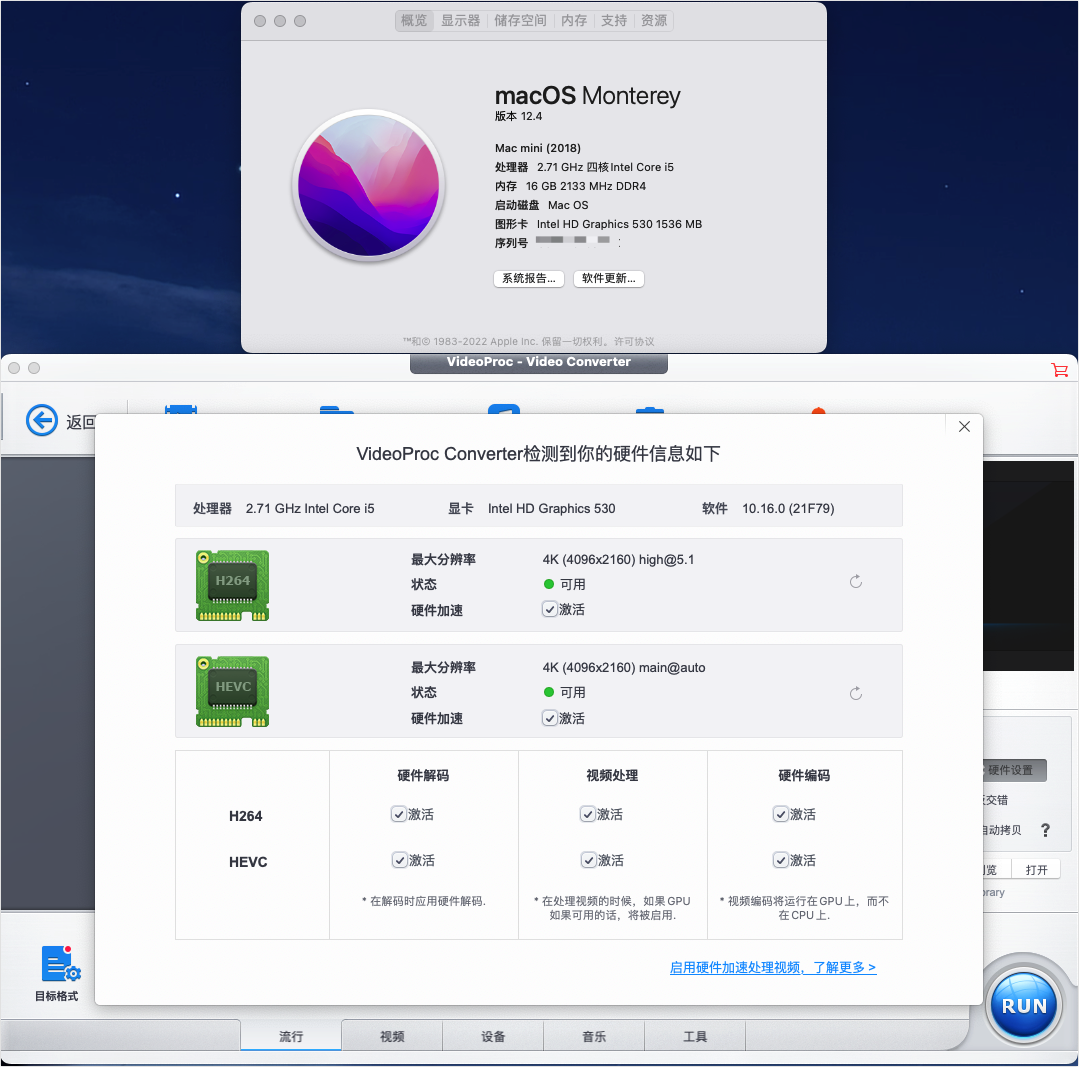 概览 显示器 储存空间 内存 支持 资源
macOS Monterey
版本 12.4
Mac mini (2018)
处理器 2.71 GHz 四核Intel Core i5
内存 16 GB 2133 MHz DDR4
启动磁盘 Mac OS
图形卡 Intel HD Graphics 530 1536 MB
序列号
系统报告... 软件更新...
™和© 1983-2022 Apple Inc. 保留一切权利。许可协议
VideoProc - Video Converter
返回
VideoProc Converter检测到你的硬件信息如下
处理器 2.71 GHz Intel Core i5 显卡 Intel HD Graphics 530 软件 10.16.0 (21F79)
H264
最大分辨率 4K (4096x2160) high@5.1
状态 可用
硬件加速 激活
HEVC
最大分辨率 4K (4096x2160) main@auto
状态 可用
硬件加速 激活
硬件解码 视频处理 硬件编码
H264 激活 激活 激活
HEVC 激活 激活 激活
* 在解码时应用硬件解码.
* 在处理视频的时候，如果GPU
如果可用的话，将被启用.
* 视频编码将运行在GPU上，而不
在CPU上.
启用硬件加速处理视频，了解更多 >
硬件设置
交错
自动拷贝 ?
览 打开
rary
目标格式
RUN
流行 视频 设备 音乐 工具